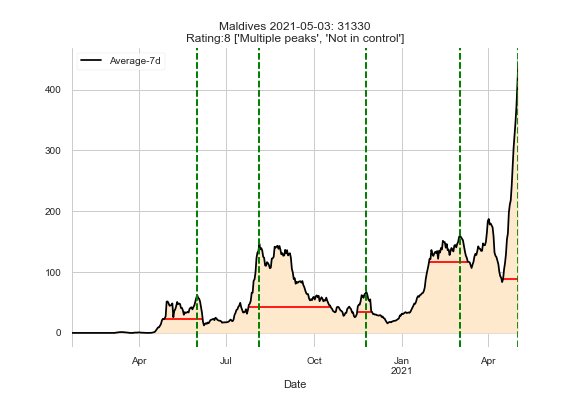 Maldives 2021-05-03: 31330
Rating:8 ['Multiple peaks', 'Not in control']
Average-7d
400
300
200
100
0
Apr
Jul
Oct
Jan
2021
Apr
Date